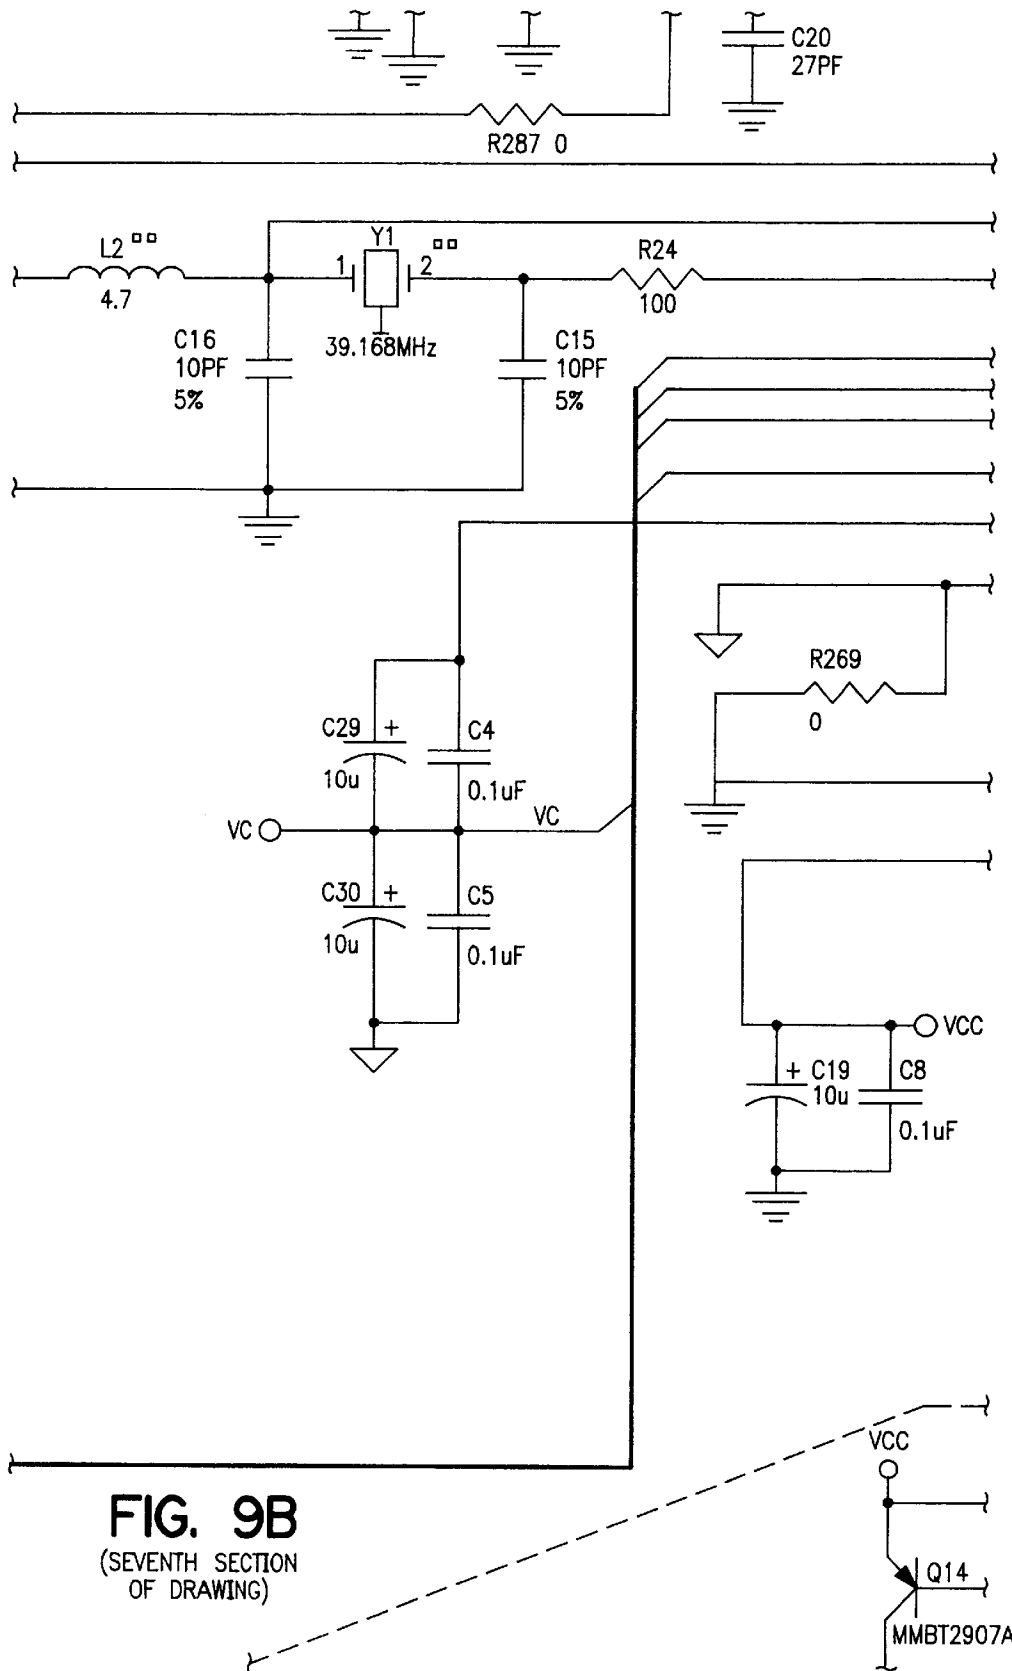 C20
27PF
R287 0
L2
4.7
Y1
1
2
39.168MHz
R24
100
C16
10PF
5%
C15
10PF
5%
R269
0
C29 +
10u
C4
0.1uF
VC
VC
C30 +
10u
C5
0.1uF
VCC
+ C19
10u
C8
0.1uF
VCC
Q14
MMBT2907A
FIG. 9B
(SEVENTH SECTION
OF DRAWING)